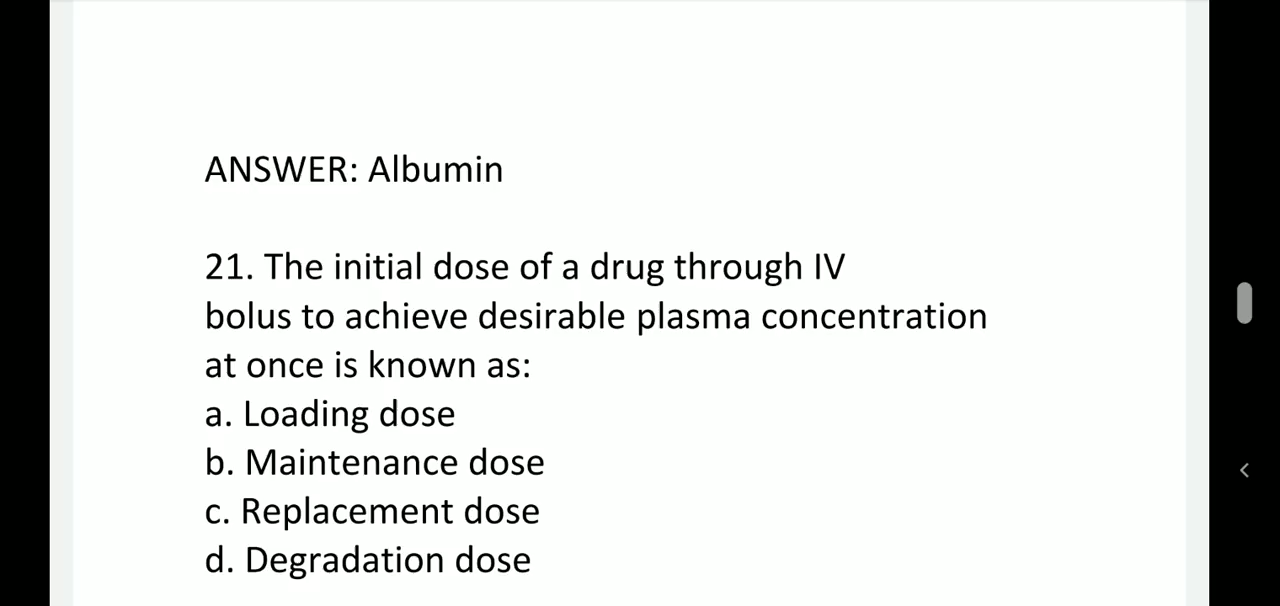 ANSWER: Albumin
21. The initial dose of a drug through IV
bolus to achieve desirable plasma concentration
at once is known as:
a. Loading dose
b. Maintenance dose
c. Replacement dose
d. Degradation dose